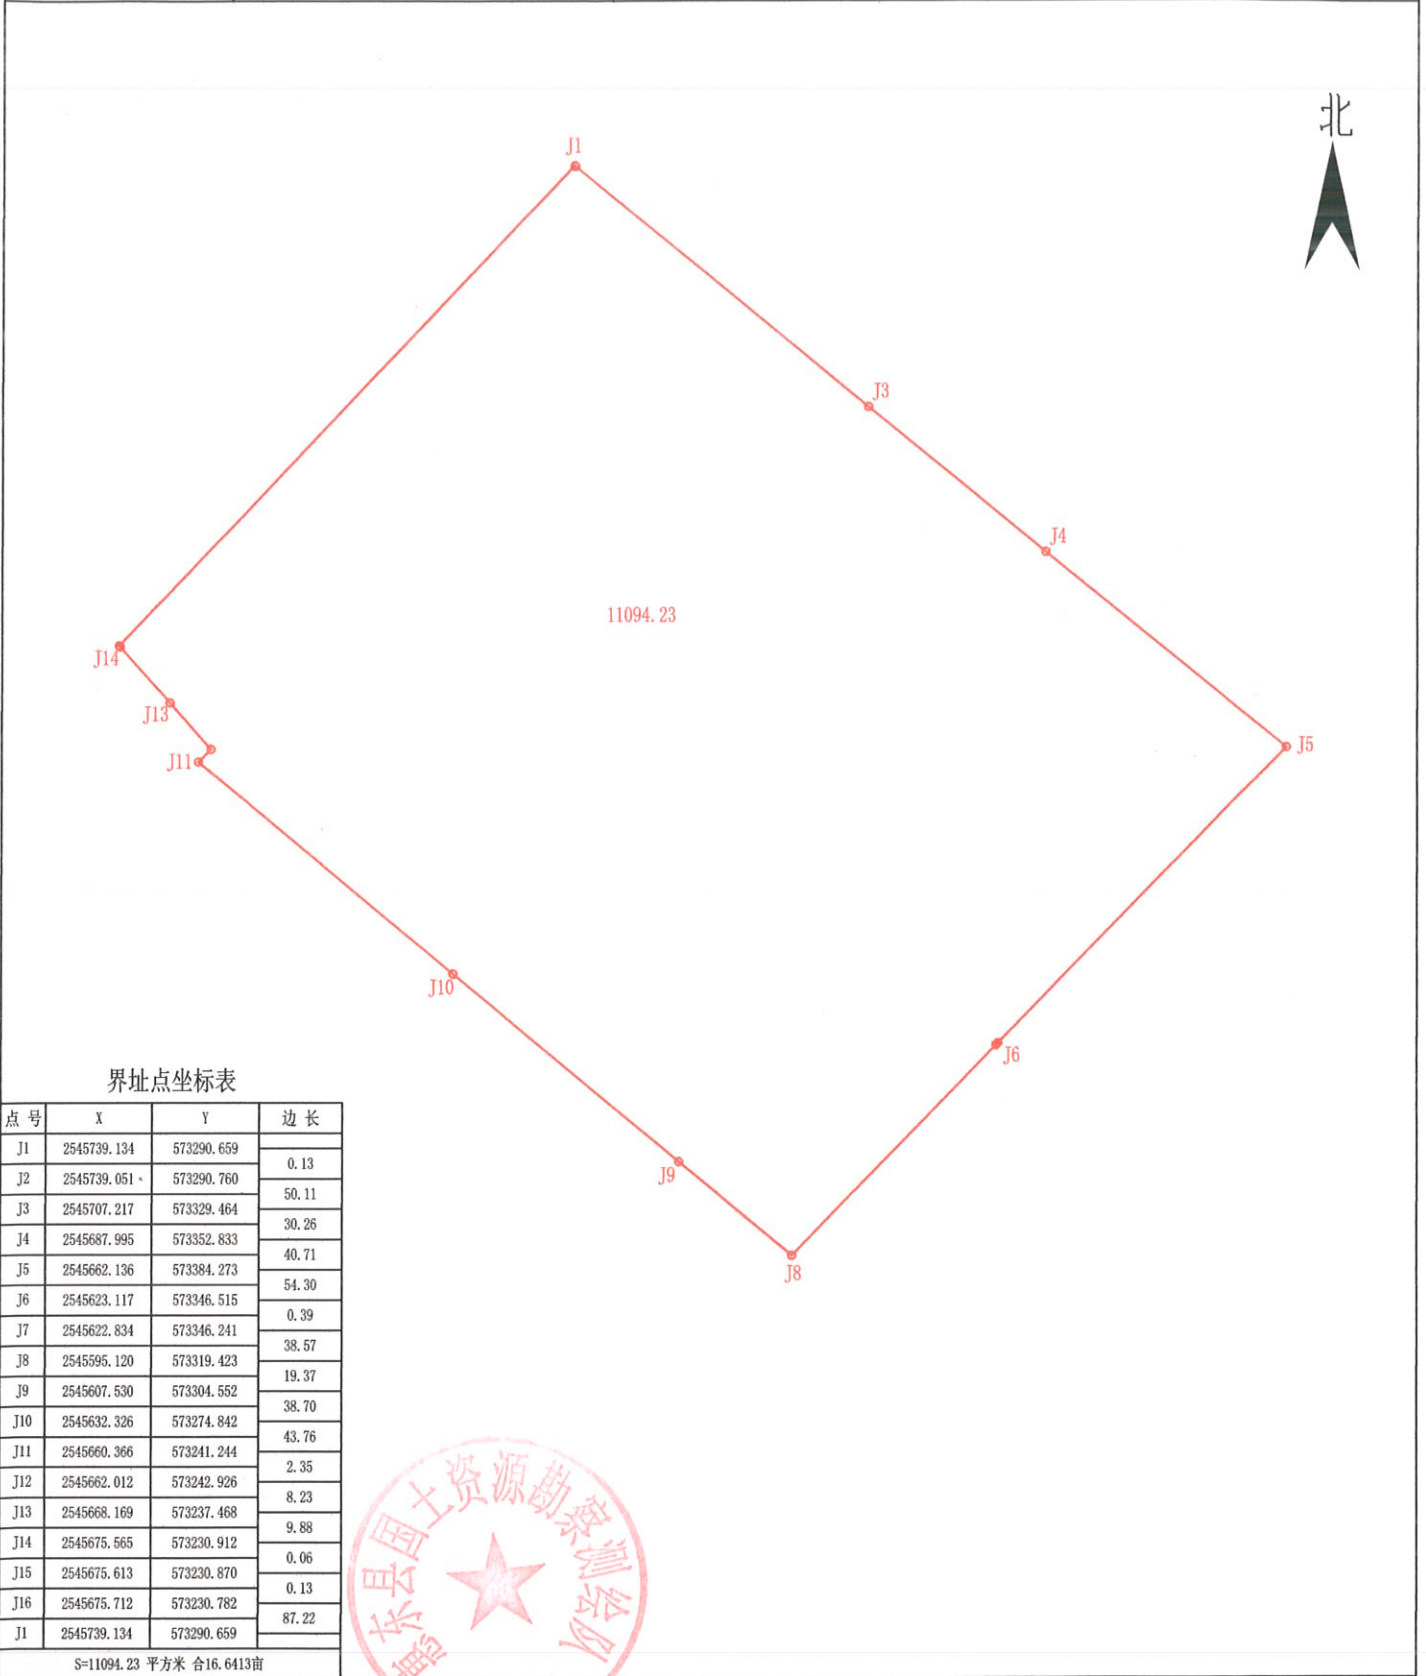 北
J1
J3
J4
11094.23
J14
J13
J11
J5
J10
J6
J9
J8
界址点坐标表
点号 X Y 边长
J1 2545739.134 573290.659
0.13
J2 2545739.051 573290.760
50.11
J3 2545707.217 573329.464
30.26
J4 2545687.995 573352.833
40.71
J5 2545662.136 573384.273
54.30
J6 2545623.117 573346.515
0.39
J7 2545622.834 573346.241
38.57
J8 2545595.120 573319.423
19.37
J9 2545607.530 573304.552
38.70
J10 2545632.326 573274.842
43.76
J11 2545660.366 573241.244
2.35
J12 2545662.012 573242.926
8.23
J13 2545668.169 573237.468
9.88
J14 2545675.565 573230.912
0.06
J15 2545675.613 573230.870
0.13
J16 2545675.712 573230.782
87.22
J1 2545739.134 573290.659
S=11094.23 平方米 合16.6413亩
惠东县国土资源勘察测绘队